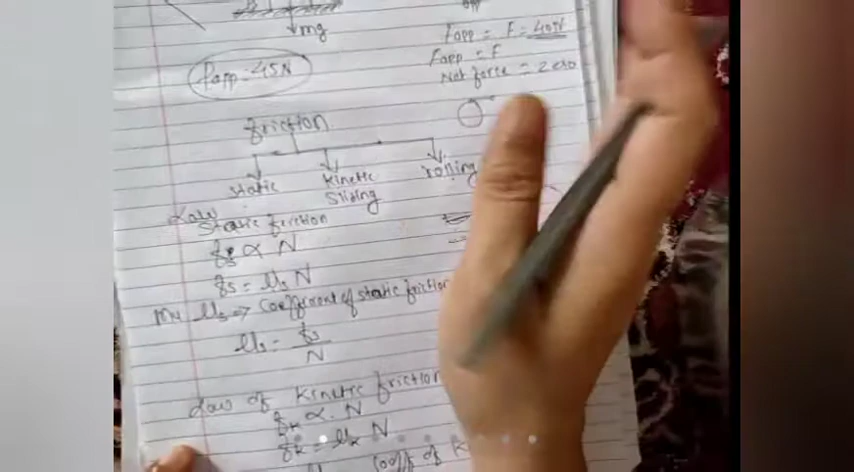 mg
Fapp = F = 40N
Fapp = F
Net force = zero
fapp = 45N
friction
static
kinetic
sliding
rolling
Law
static friction
fs ∝ N
fs = μs N
μs ⇒ Coefficient of static friction
μs = fs
N
Law of kinetic friction
fk ∝ N
fk = μk N